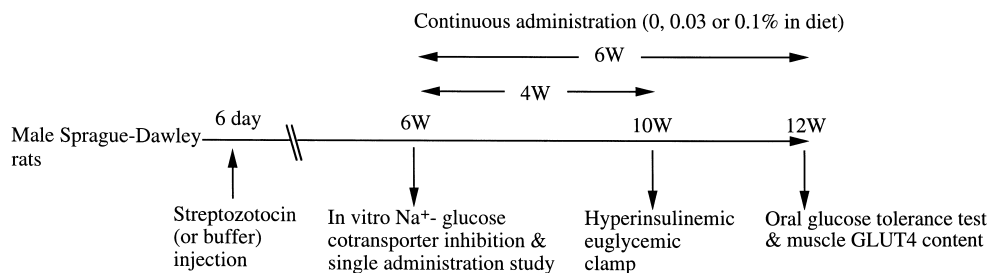 Continuous administration (0, 0.03 or 0.1% in diet)
6W
4W
6 day
6W
10W
12W
Male Sprague-Dawley
rats
Streptozotocin
(or buffer)
injection
In vitro Na+- glucose
cotransporter inhibition &
single administration study
Hyperinsulinemic
euglycemic
clamp
Oral glucose tolerance test
& muscle GLUT4 content